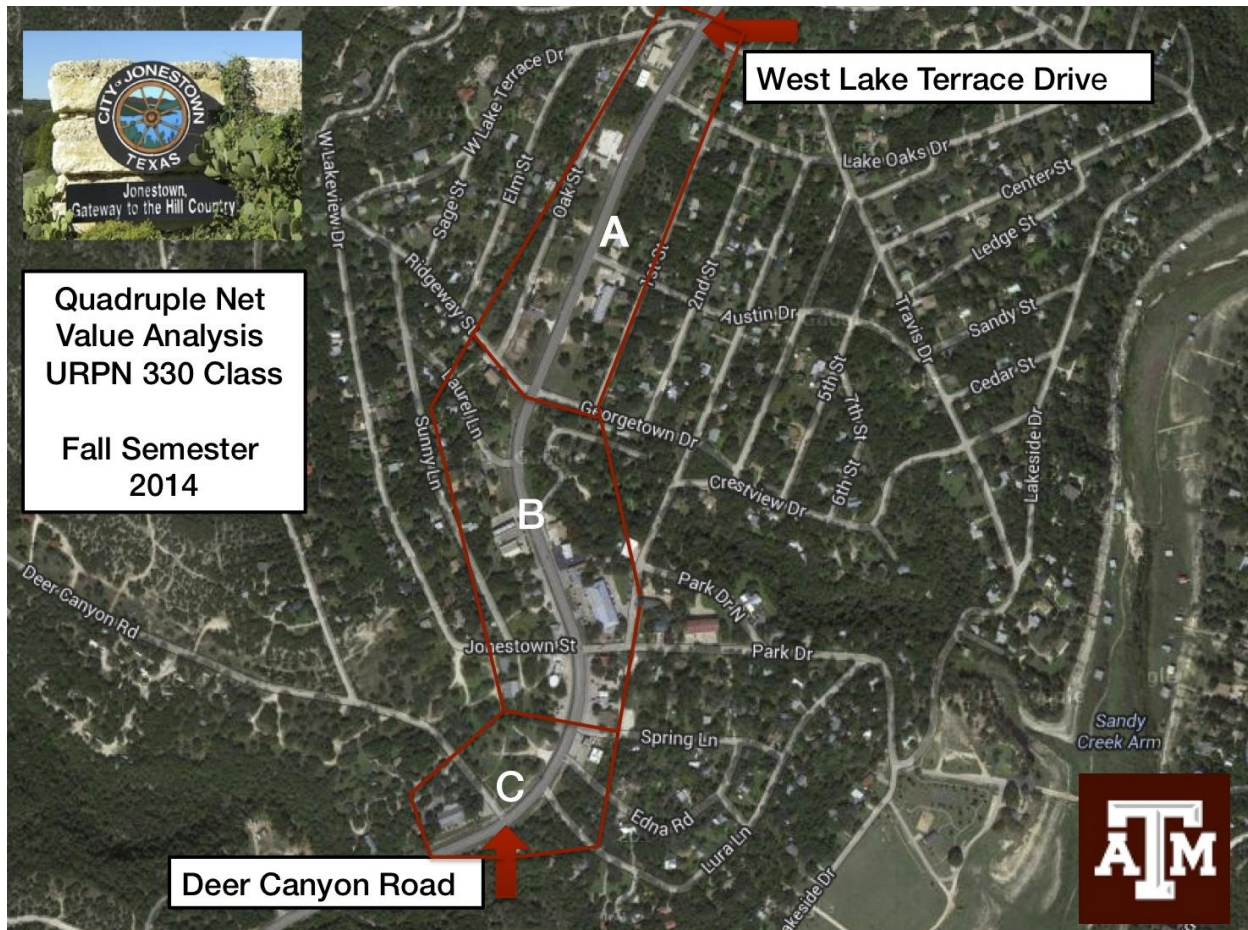 CITY OF JONESTOWN
TEXAS
Jonestown,
Gateway to the Hill Country
Quadruple Net
Value Analysis
URPN 330 Class
Fall Semester
2014
West Lake Terrace Drive
W Lake Terrace Dr
W Lakeview Dr
Sage St
Elm St
Oak St
Ridgeway St
A
1st St
2nd St
Lake Oaks Dr
Center St
Ledge St
Austin Dr
Travis Dr
Sandy St
Cedar St
Laurel Ln
Sunny Ln
Georgetown Dr
5th St
7th St
6th St
Crestview Dr
Lakeside Dr
B
Deer Canyon Rd
Jonestown St
Park Dr N
Park Dr
Spring Ln
Sandy
Creek Arm
C
Edna Rd
Lura Ln
Lakeside Dr
Deer Canyon Road
ATM